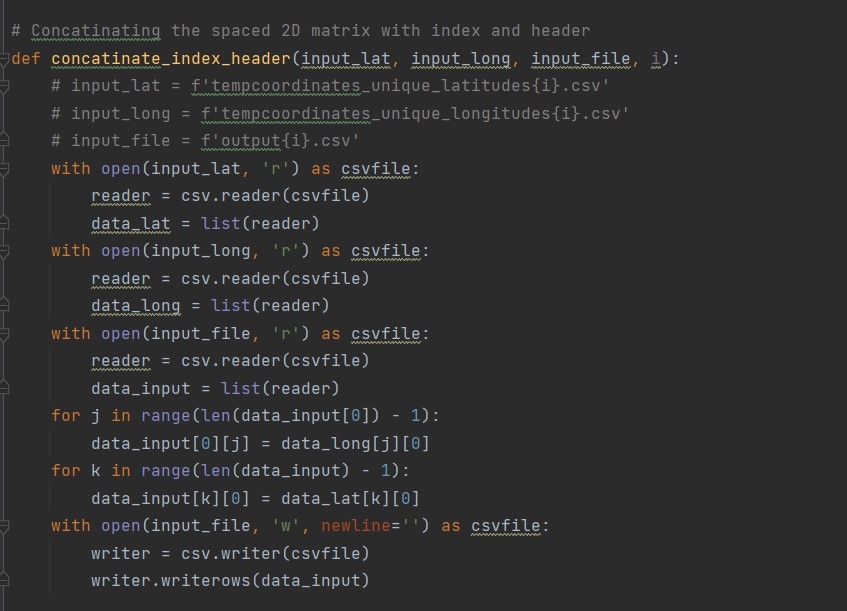 # Concatinating the spaced 2D matrix with index and header
def concatinate_index_header(input_lat, input_long, input_file, i):
    # input_lat = f'tempcoordinates_unique_latitudes{i}.csv'
    # input_long = f'tempcoordinates_unique_longitudes{i}.csv'
    # input_file = f'output{i}.csv'
    with open(input_lat, 'r') as csvfile:
        reader = csv.reader(csvfile)
        data_lat = list(reader)
    with open(input_long, 'r') as csvfile:
        reader = csv.reader(csvfile)
        data_long = list(reader)
    with open(input_file, 'r') as csvfile:
        reader = csv.reader(csvfile)
        data_input = list(reader)
    for j in range(len(data_input[0]) - 1):
        data_input[0][j] = data_long[j][0]
    for k in range(len(data_input) - 1):
        data_input[k][0] = data_lat[k][0]
    with open(input_file, 'w', newline='') as csvfile:
        writer = csv.writer(csvfile)
        writer.writerows(data_input)